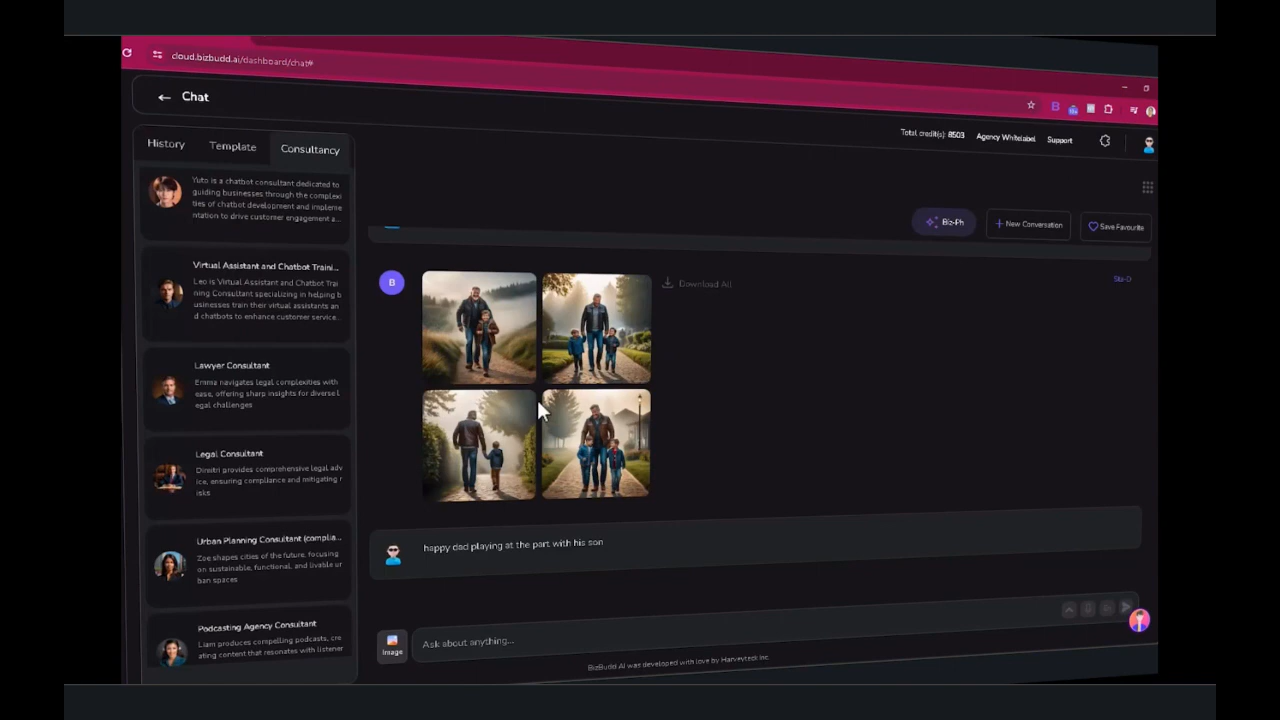 cloud.bizbudd.ai/dashboard/chat#
Chat
Total credit(s): 8503
Agency Whitelabel
Support
History
Template
Consultancy
Biz-Ph
New Conversation
Save Favourite
Yuto is a chatbot consultant dedicated to
guiding businesses through the complexi
ties of chatbot development and impleme
ntation to drive customer engagement a...
Virtual Assistant and Chatbot Traini...
Leo is Virtual Assistant and Chatbot Trai
ning Consultant specializing in helping b
usinesses train their virtual assistants an
d chatbots to enhance customer service...
Lawyer Consultant
Emma navigates legal complexities with
ease, offering sharp insights for diverse l
egal challenges
Legal Consultant
Dimitri provides comprehensive legal adv
ice, ensuring compliance and mitigating r
isks
Urban Planning Consultant (complia...
Zoe shapes cities of the future, focusing
on sustainable, functional, and livable ur
ban spaces
Podcasting Agency Consultant
Liam produces compelling podcasts, cre
ating content that resonates with listener
B
Download All
happy dad playing at the part with his son
Image
Ask about anything...
BizBudd AI was developed with love by Harveyteck Inc.